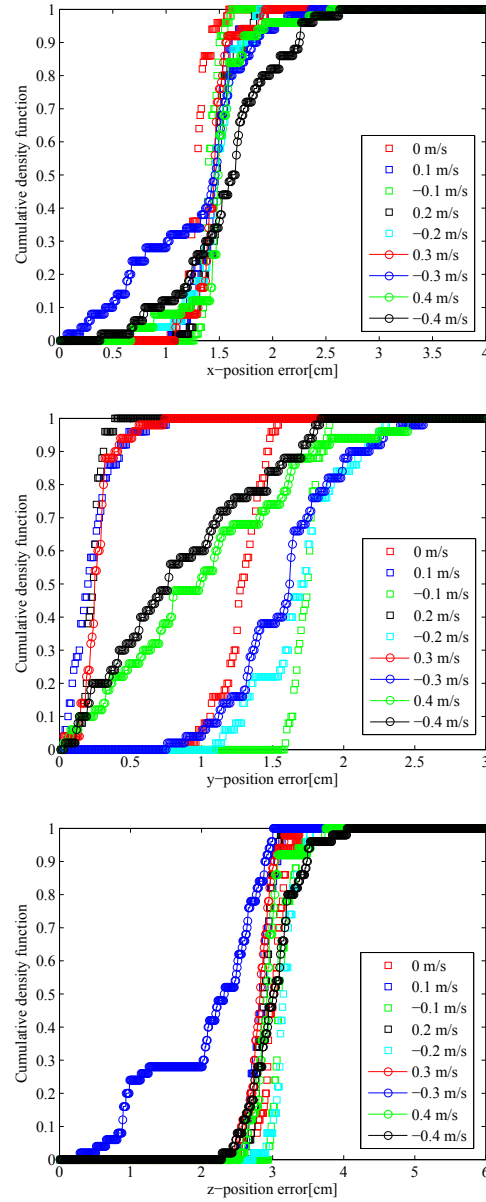 1
0.9
0.8
0.7
0.6
0.5
0.4
0.3
0.2
0.1
0
Cumulative density function
0 m/s
0.1 m/s
−0.1 m/s
0.2 m/s
−0.2 m/s
0.3 m/s
−0.3 m/s
0.4 m/s
−0.4 m/s
0 0.5 1 1.5 2 2.5 3 3.5 4
x−position error[cm]
1
0.9
0.8
0.7
0.6
0.5
0.4
0.3
0.2
0.1
0
Cumulative density function
0 m/s
0.1 m/s
−0.1 m/s
0.2 m/s
−0.2 m/s
0.3 m/s
−0.3 m/s
0.4 m/s
−0.4 m/s
0 0.5 1 1.5 2 2.5 3
y−position error[cm]
1
0.9
0.8
0.7
0.6
0.5
0.4
0.3
0.2
0.1
0
Cumulative density function
0 m/s
0.1 m/s
−0.1 m/s
0.2 m/s
−0.2 m/s
0.3 m/s
−0.3 m/s
0.4 m/s
−0.4 m/s
0 1 2 3 4 5 6
z−position error[cm]